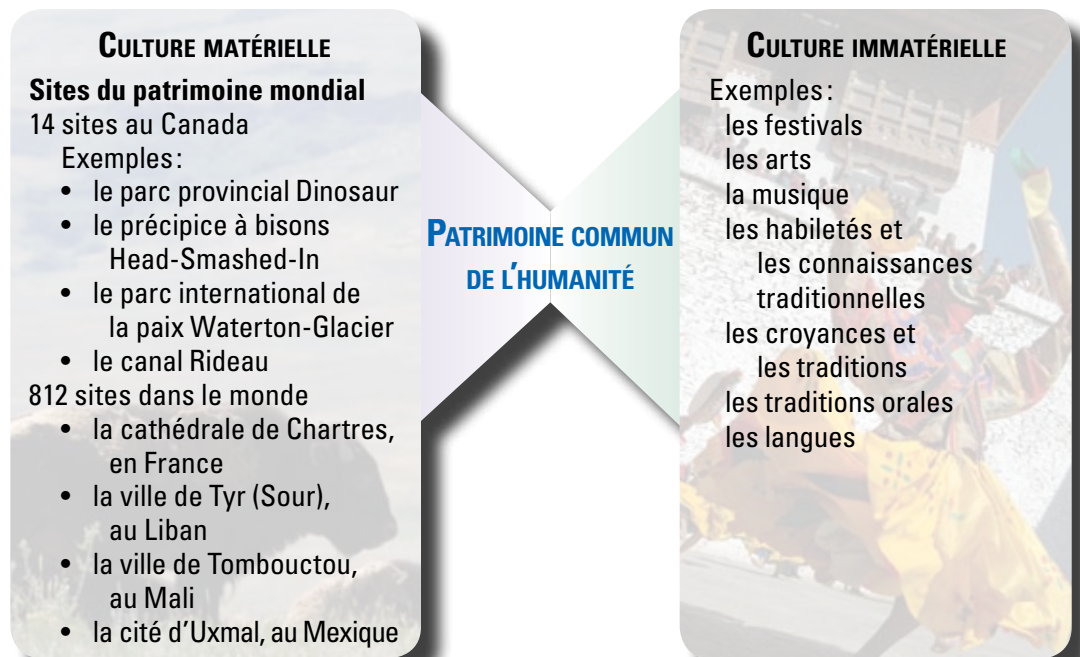 CULTURE MATÉRIELLE
Sites du patrimoine mondial
14 sites au Canada
Exemples :
• le parc provincial Dinosaur
• le précipice à bisons
Head-Smashed-In
• le parc international de
la paix Waterton-Glacier
• le canal Rideau
812 sites dans le monde
• la cathédrale de Chartres,
en France
• la ville de Tyr (Sour),
au Liban
• la ville de Tombouctou,
au Mali
• la cité d'Uxmal, au Mexique
PATRIMOINE COMMUN
DE L'HUMANITÉ
CULTURE IMMATÉRIELLE
Exemples :
les festivals
les arts
la musique
les habiletés et
les connaissances
traditionnelles
les croyances et
les traditions
les traditions orales
les langues